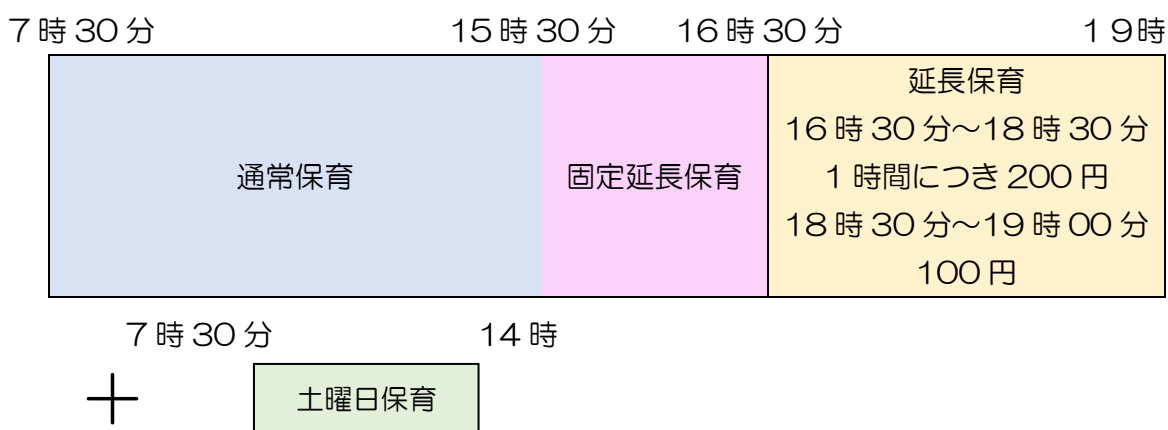 ７時30分 15時30分 16時30分 １９時
通常保育
固定延長保育
延長保育
16時30分～18時30分
１時間につき200円
18時30分～19時00分
100円
７時30分 14時
＋
土曜日保育